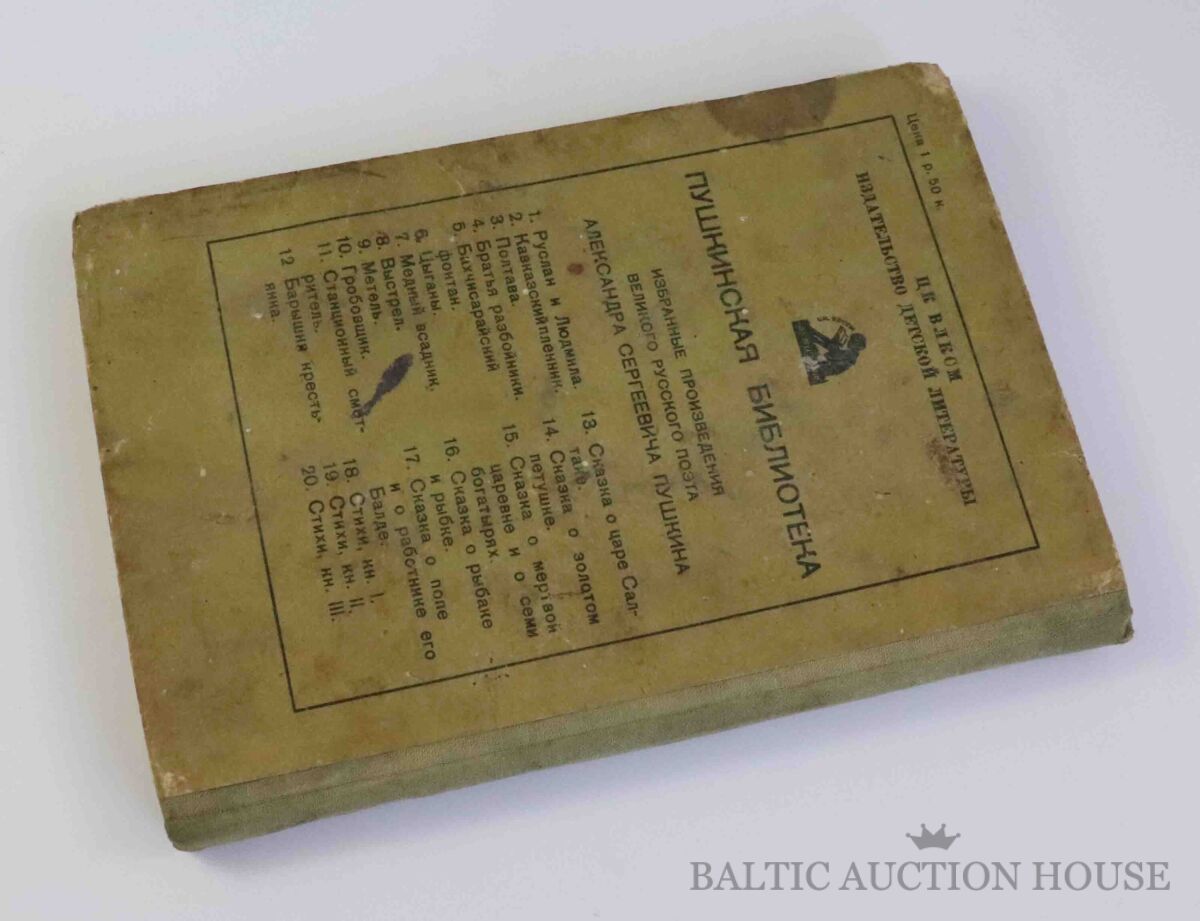 Цена 1 р. 50 к.
ЦК ВЛКСМ
ИЗДАТЕЛЬСТВО ДЕТСКОЙ ЛИТЕРАТУРЫ
ПУШКИНСКАЯ БИБЛИОТЕКА
ИЗБРАННЫЕ ПРОИЗВЕДЕНИЯ
ВЕЛИКОГО РУССКОГО ПОЭТА
АЛЕКСАНДРА СЕРГЕЕВИЧА ПУШКИНА
1. Руслан и Людмила.
2. Кавказский пленник.
3. Полтава.
4. Братья разбойники.
5. Бахчисарайский
фонтан.
6. Цыганы.
7. Медный всадник.
8. Выстрел.
9. Метель.
10. Гробовщик.
11. Станционный смот-
ритель.
12 Барышня кресть-
янка.
13. Сказка о царе Сал-
тане.
14. Сказка о золотом
петушке.
15. Сказка о мертвой
царевне и о семи
богатырях.
16. Сказка о рыбаке
и рыбке.
17. Сказка о попе
и о работнике его
Балде.
18. Стихи, кн. I.
19. Стихи, кн. II.
20. Стихи, кн. III.
BALTIC AUCTION HOUSE